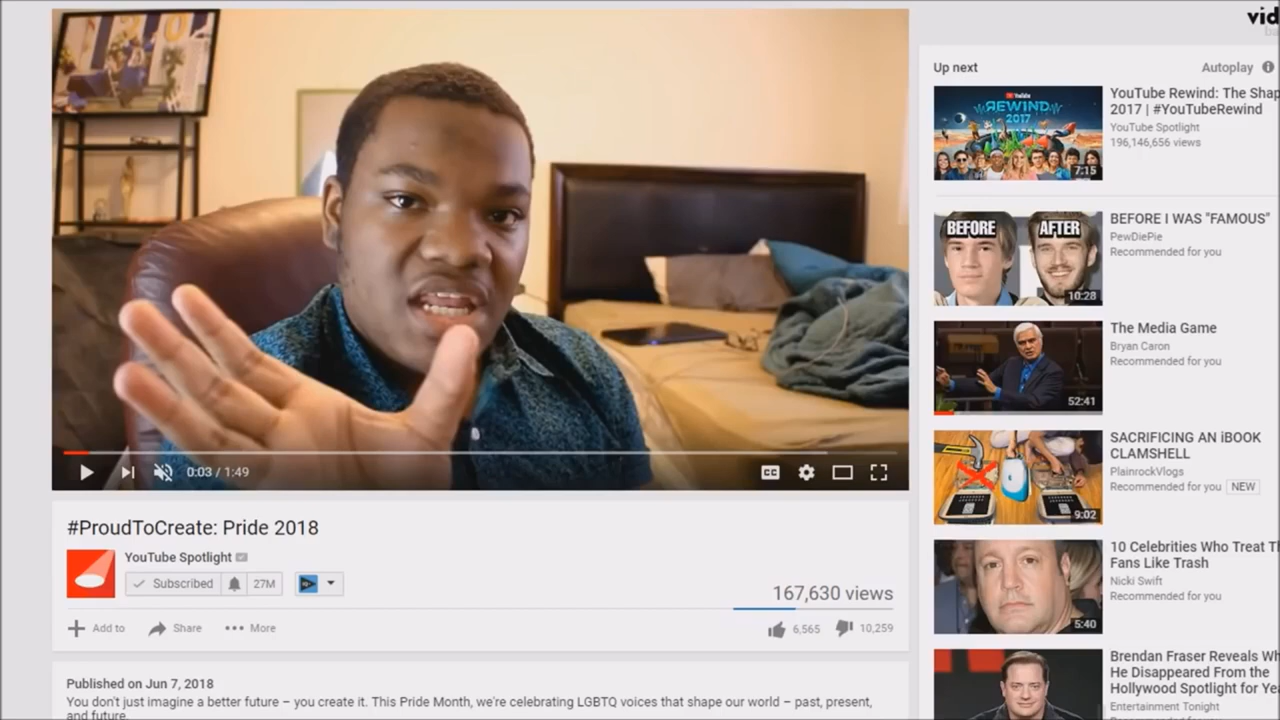 vid
Up next
Autoplay
YouTube
REWIND
2017
7:15
YouTube Rewind: The Shap
2017 | #YouTubeRewind
YouTube Spotlight
196,146,656 views
BEFORE
AFTER
10:28
BEFORE I WAS "FAMOUS"
PewDiePie
Recommended for you
52:41
The Media Game
Bryan Caron
Recommended for you
9:02
SACRIFICING AN iBOOK
CLAMSHELL
PlainrockVlogs
Recommended for you NEW
5:40
10 Celebrities Who Treat T
Fans Like Trash
Nicki Swift
Recommended for you
Brendan Fraser Reveals Wh
He Disappeared From the
Hollywood Spotlight for Ye
Entertainment Tonight
0:03 / 1:49
CC
#ProudToCreate: Pride 2018
YouTube Spotlight
Subscribed 27M
167,630 views
Add to Share More
6,565 10,259
Published on Jun 7, 2018
You don't just imagine a better future – you create it. This Pride Month, we're celebrating LGBTQ voices that shape our world – past, present,
and future.